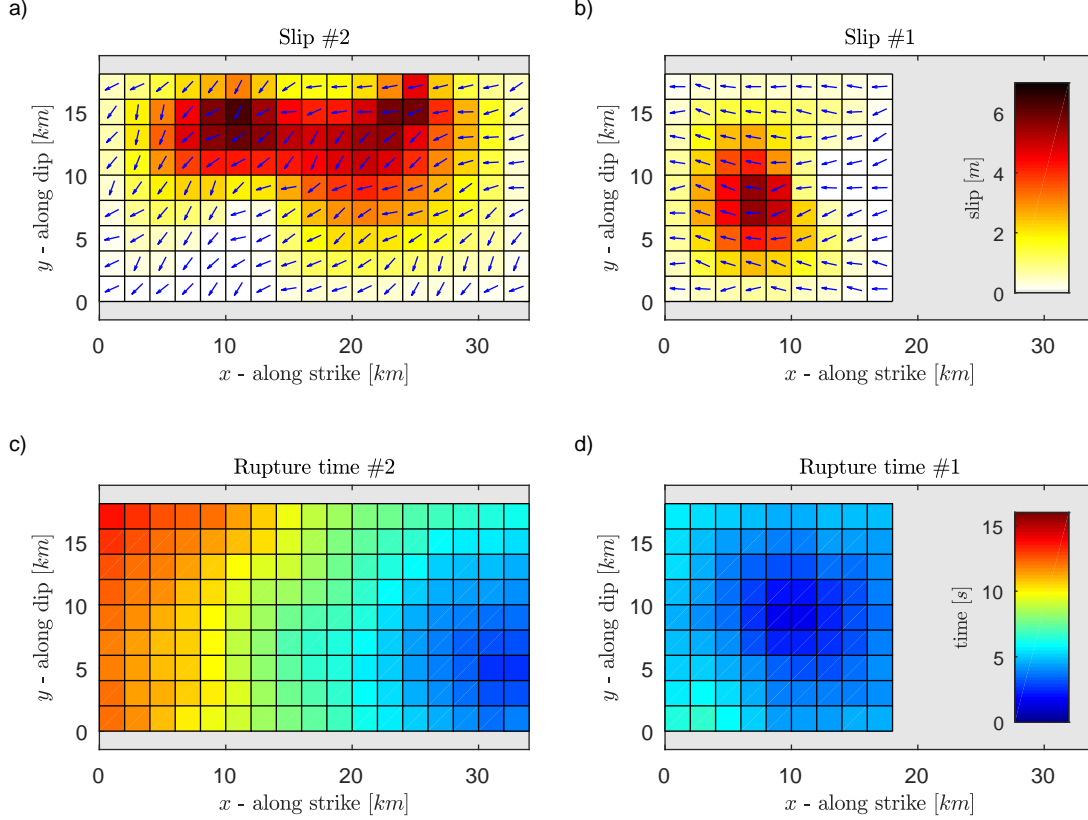 a)
Slip #2
y - along dip [km]
15
10
5
0
0 10 20 30
x - along strike [km]
b)
Slip #1
y - along dip [km]
15
10
5
0
0 10 20 30
x - along strike [km]
slip [m]
6
4
2
0
c)
Rupture time #2
y - along dip [km]
15
10
5
0
0 10 20 30
x - along strike [km]
d)
Rupture time #1
y - along dip [km]
15
10
5
0
0 10 20 30
x - along strike [km]
time [s]
15
10
5
0